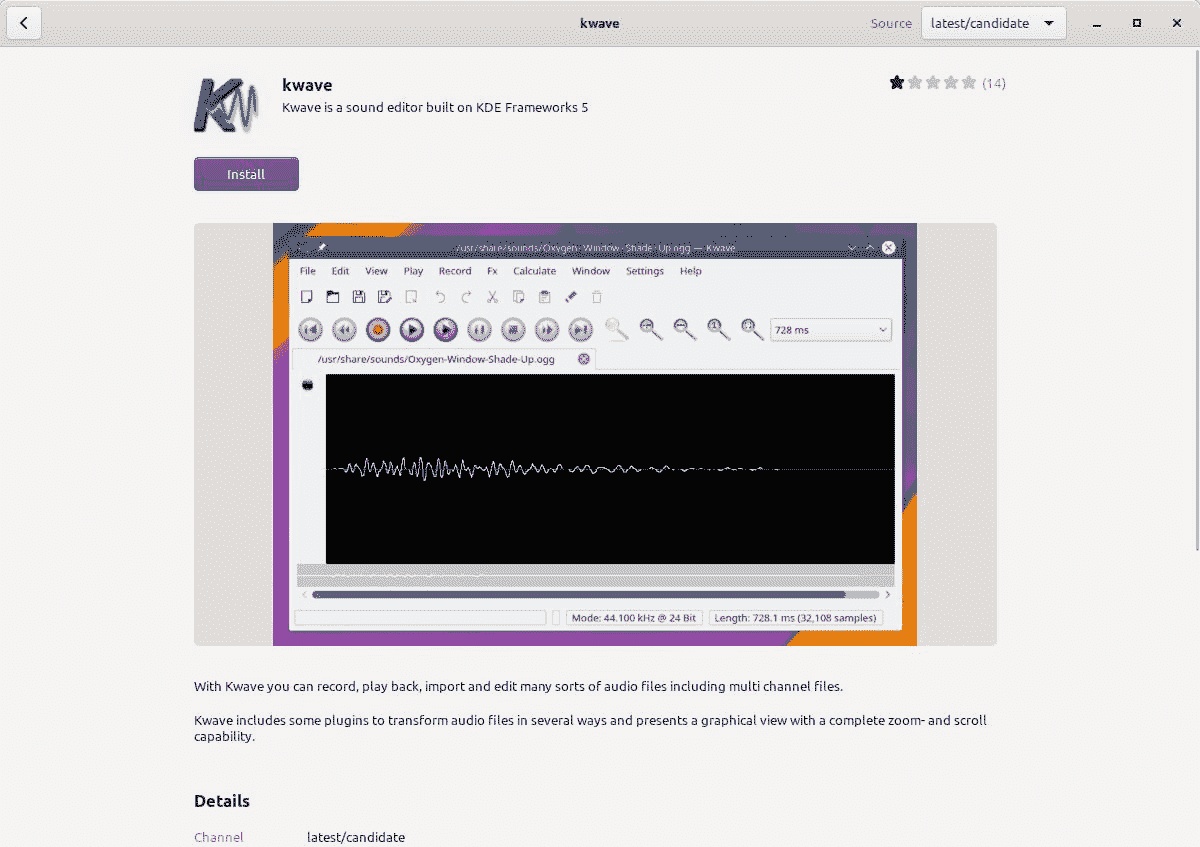 kwave
Source latest/candidate
kwave
(14)
Kwave is a sound editor built on KDE Frameworks 5
Install
/usr/share/sounds/Oxygen-Window-Shade-Up.ogg — Kwave
File Edit View Play Record Fx Calculate Window Settings Help
728 ms
/usr/share/sounds/Oxygen-Window-Shade-Up.ogg
Mode: 44.100 kHz @ 24 Bit Length: 728.1 ms (32,108 samples)
With Kwave you can record, play back, import and edit many sorts of audio files including multi channel files.
Kwave includes some plugins to transform audio files in several ways and presents a graphical view with a complete zoom- and scroll
capability.
Details
Channel latest/candidate